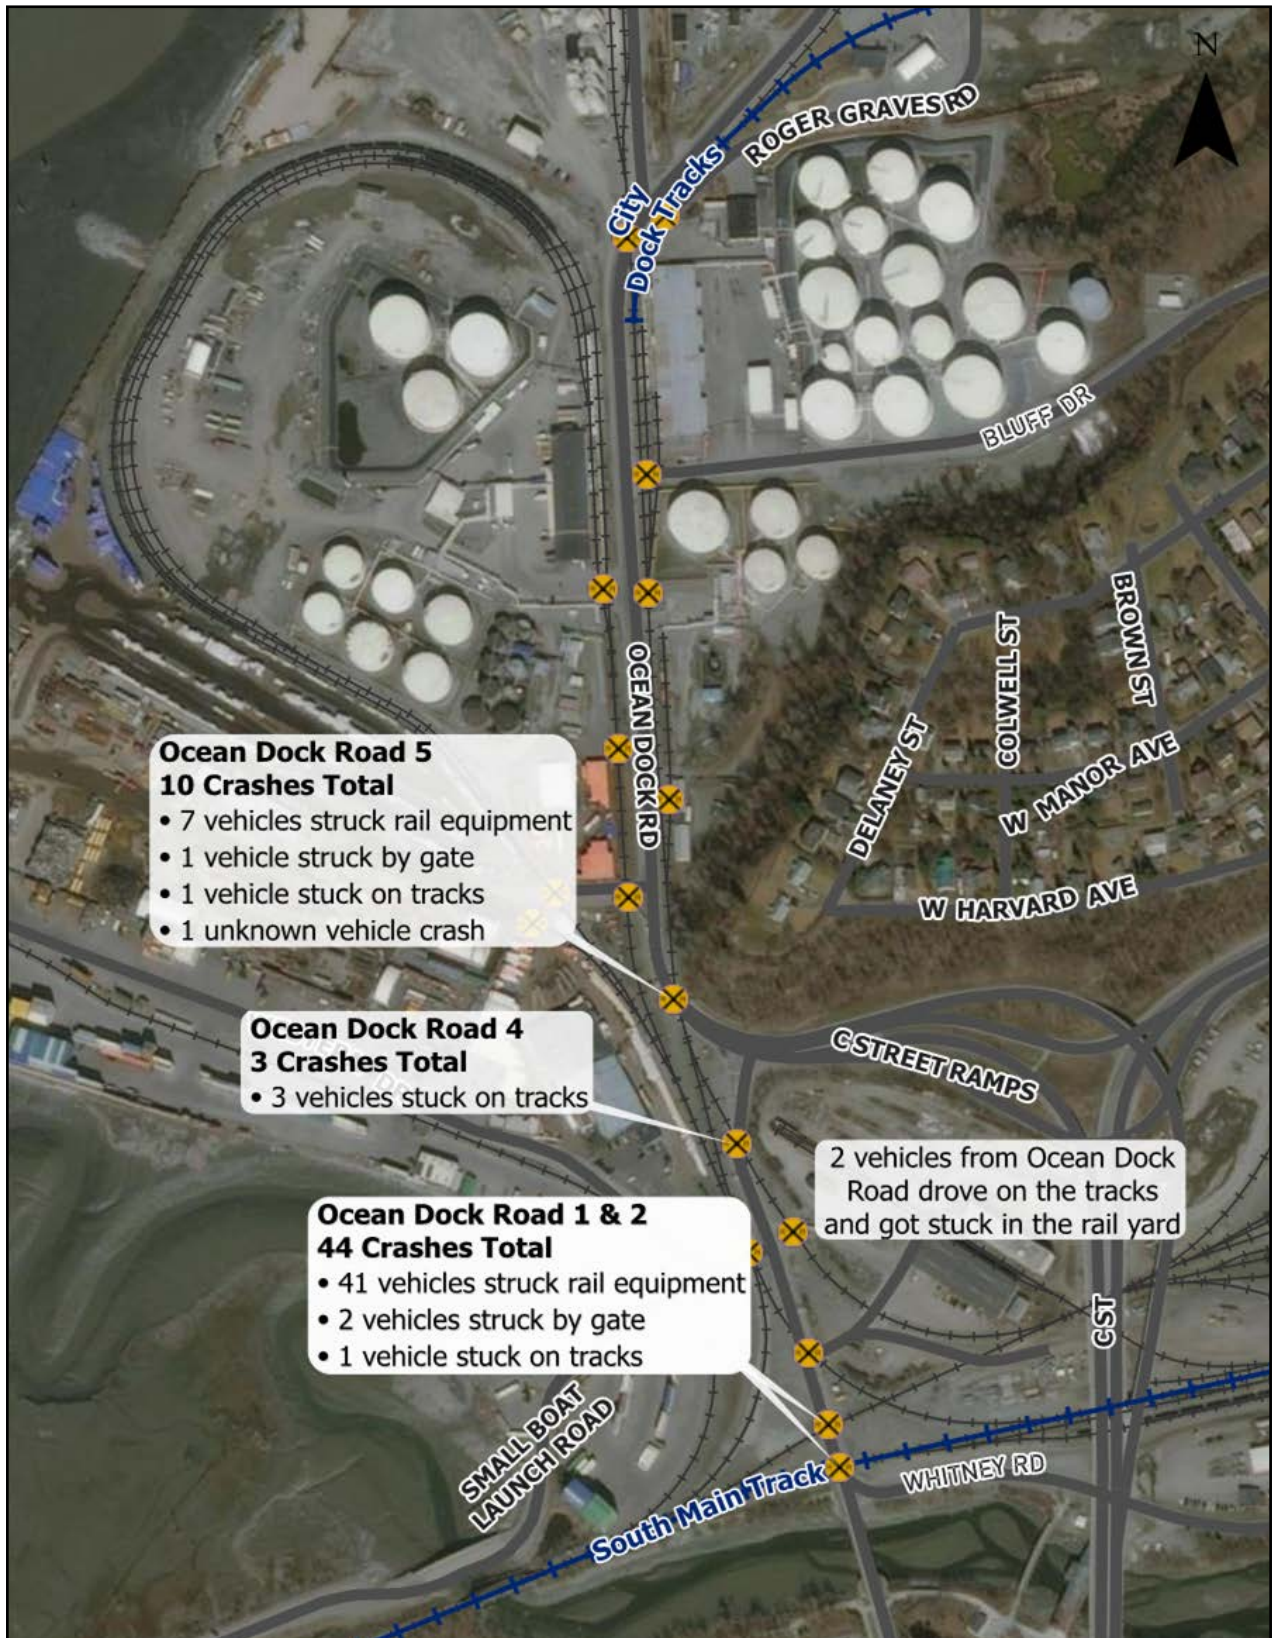 N
ROGER GRAVES RD
City
Dock Tracks
BLUFF DR
BROWN ST
COLWELL ST
OCEAN DOCK RD
DELANEY ST
W MANOR AVE
W HARVARD AVE
Ocean Dock Road 5
10 Crashes Total
• 7 vehicles struck rail equipment
• 1 vehicle struck by gate
• 1 vehicle stuck on tracks
• 1 unknown vehicle crash
Ocean Dock Road 4
3 Crashes Total
• 3 vehicles stuck on tracks
C STREET RAMPS
2 vehicles from Ocean Dock
Road drove on the tracks
and got stuck in the rail yard
Ocean Dock Road 1 & 2
44 Crashes Total
• 41 vehicles struck rail equipment
• 2 vehicles struck by gate
• 1 vehicle stuck on tracks
C ST
SMALL BOAT
LAUNCH ROAD
South Main Track
WHITNEY RD